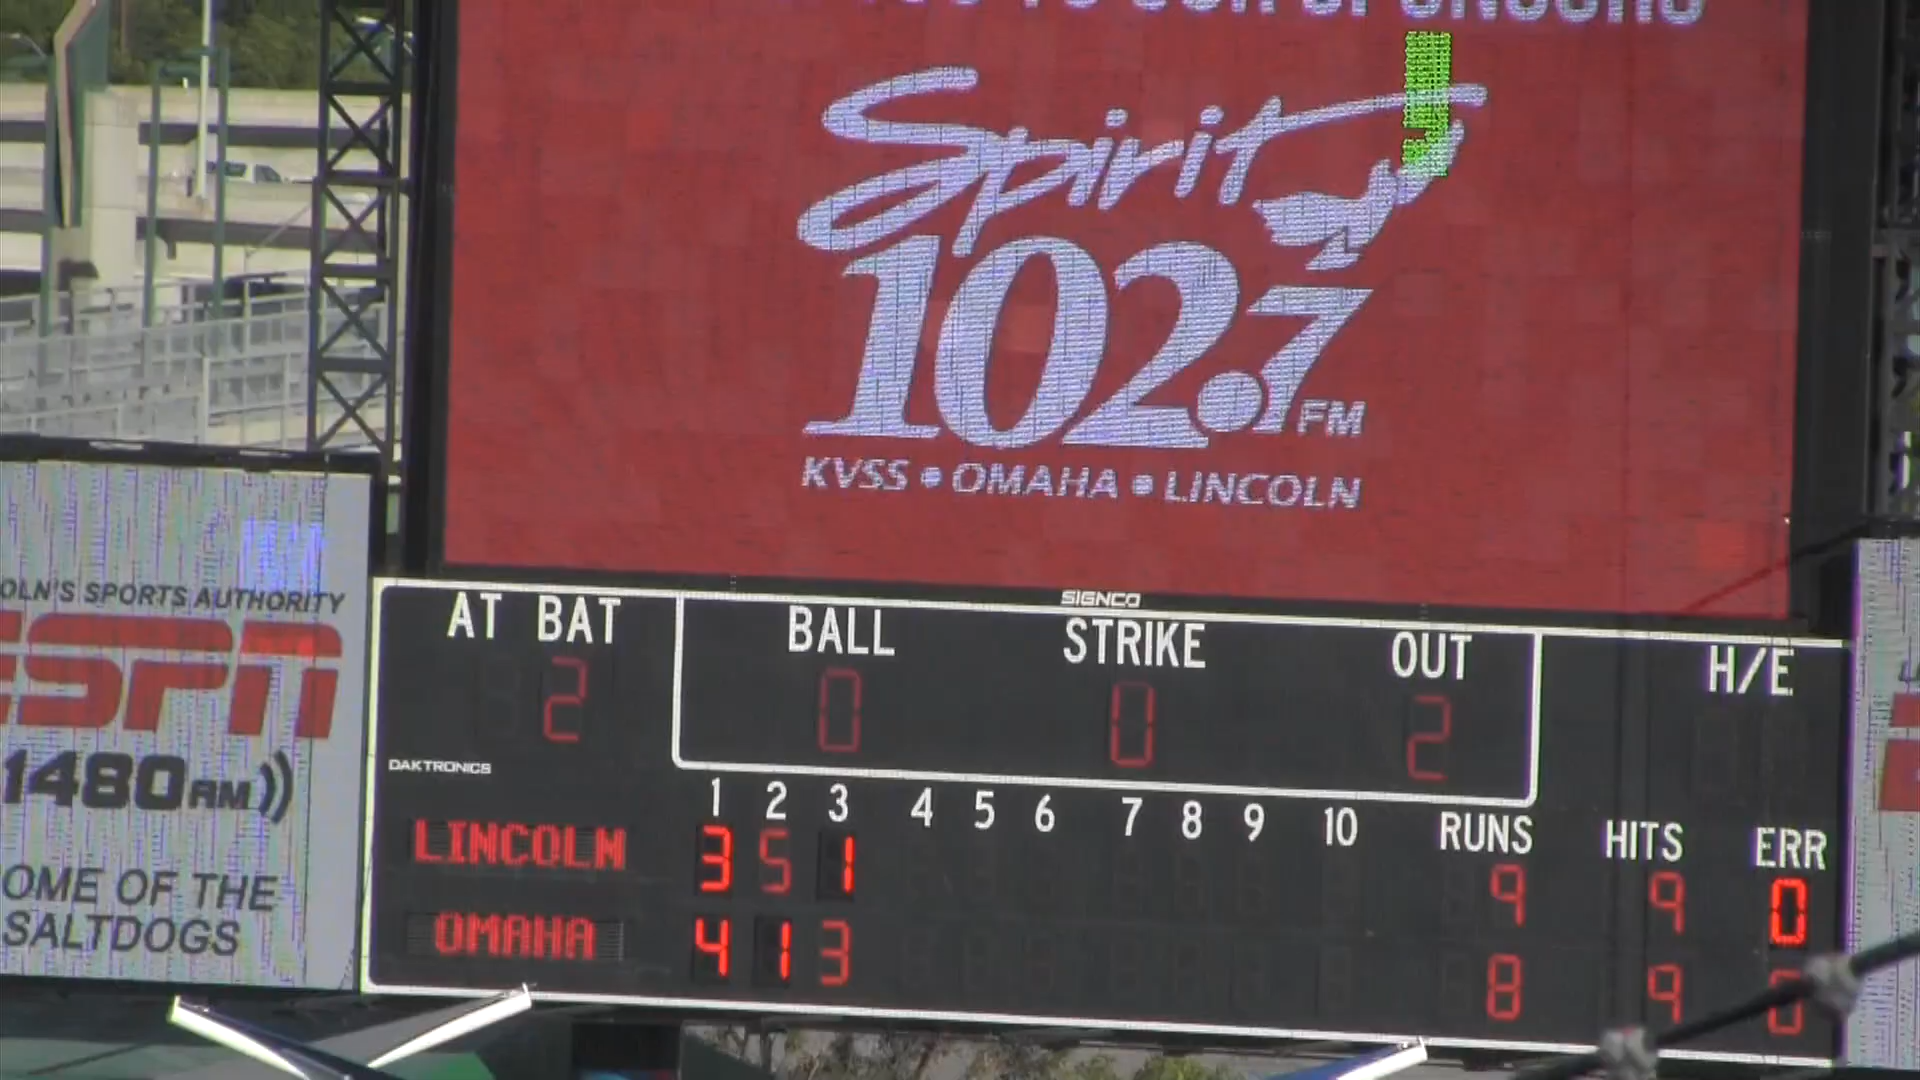 Spirit
102.7 FM
KVSS • OMAHA • LINCOLN
OLN'S SPORTS AUTHORITY
ESPN
1480 AM
OME OF THE
SALTDOGS
SIGNCO
AT BAT BALL STRIKE OUT H/E
2 0 0 2
DAKTRONICS
1 2 3 4 5 6 7 8 9 10 RUNS HITS ERR
LINCOLN 3 5 1 9 9 0
OMAHA 4 1 3 8 9 0